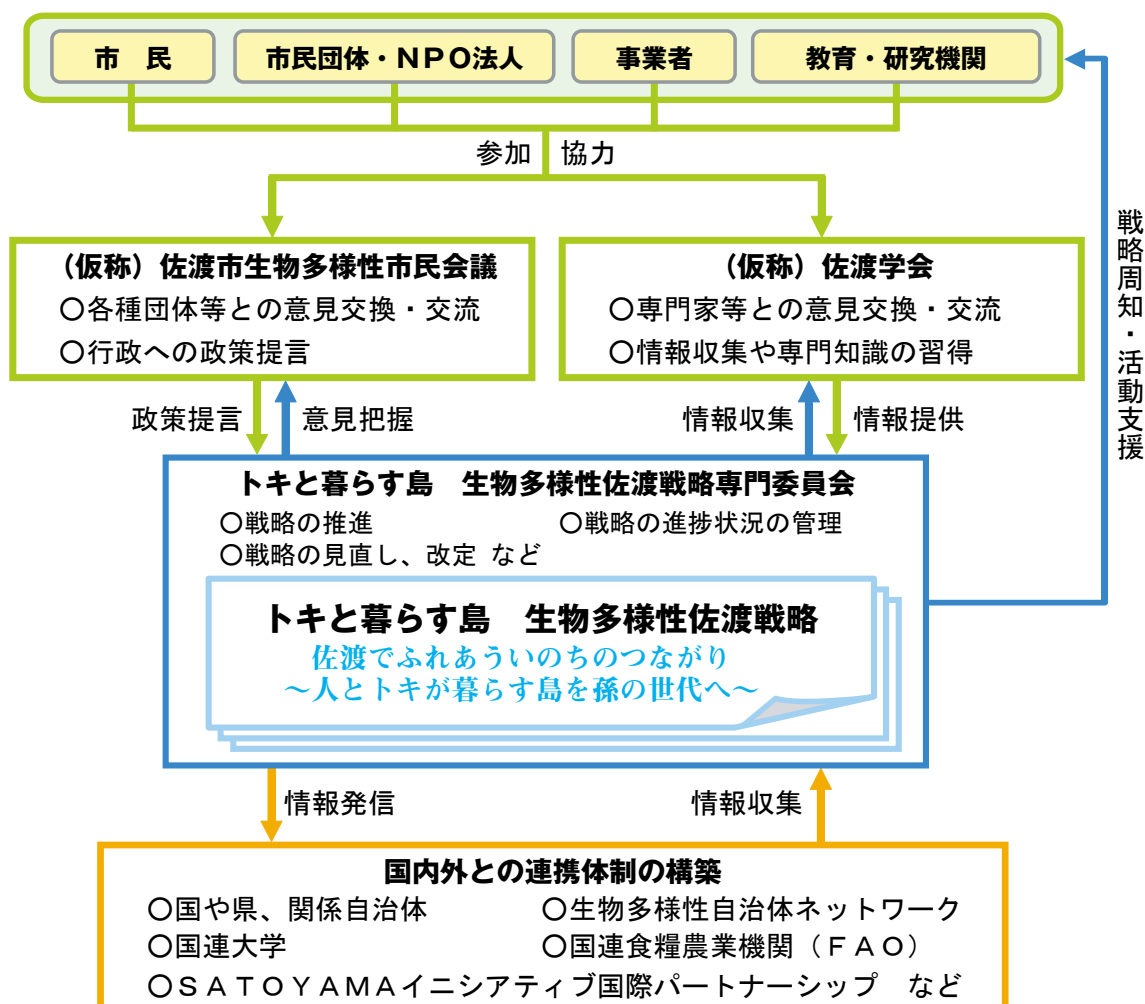 市　民
市民団体・ＮＰＯ法人
事業者
教育・研究機関
参加
協力
戦略周知・活動支援
（仮称）佐渡市生物多様性市民会議
○各種団体等との意見交換・交流
○行政への政策提言
（仮称）佐渡学会
○専門家等との意見交換・交流
○情報収集や専門知識の習得
政策提言
意見把握
情報収集
情報提供
トキと暮らす島　生物多様性佐渡戦略専門委員会
○戦略の推進
○戦略の進捗状況の管理
○戦略の見直し、改定 など
トキと暮らす島　生物多様性佐渡戦略
佐渡でふれあういのちのつながり
～人とトキが暮らす島を孫の世代へ～
情報発信
情報収集
国内外との連携体制の構築
○国や県、関係自治体
○生物多様性自治体ネットワーク
○国連大学
○国連食糧農業機関（ＦＡＯ）
○ＳＡＴＯＹＡＭＡイニシアティブ国際パートナーシップ　など